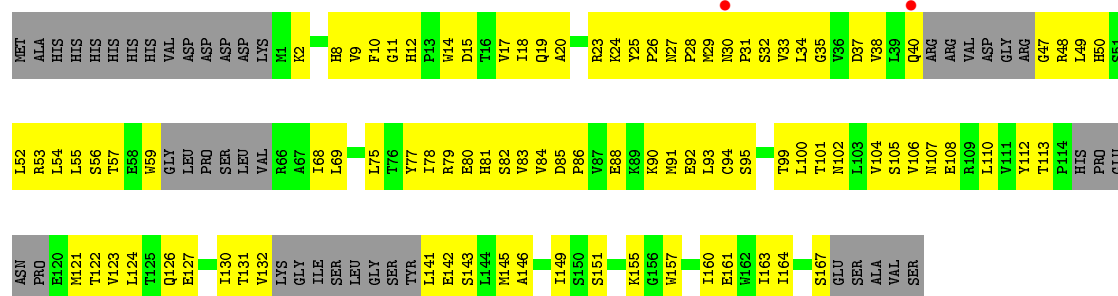 MET ALA HIS HIS HIS HIS HIS HIS VAL ASP ASP ASP ASP LYS M1 K2 H8 V9 F10 G11 H12 P13 W14 D15 T16 V17 I18 Q19 A20 R23 K24 Y25 P26 N27 P28 M29 N30 P31 S32 V33 L34 G35 V36 D37 V38 L39 Q40 ARG ARG VAL ASP GLY ARG G47 R48 L49 H50 S51
L52 R53 L54 L55 S56 T57 E58 W59 GLY LEU PRO SER LEU VAL R66 A67 I68 L69 L75 T76 Y77 I78 R79 E80 H81 S82 V83 V84 D85 P86 V87 E88 K89 K90 M91 E92 L93 C94 S95 T99 L100 T101 N102 L103 V104 S105 V106 N107 E108 R109 L110 V111 Y112 T113 P114 HIS PRO GLU
ASN PRO E120 M121 T122 V123 L124 T125 Q126 E127 I130 T131 V132 LYS GLY ILE SER LEU GLY SER TYR L141 E142 S143 L144 M145 A146 I149 S150 S151 K155 G156 W157 I160 E161 W162 I163 I164 S167 GLU SER ALA VAL SER